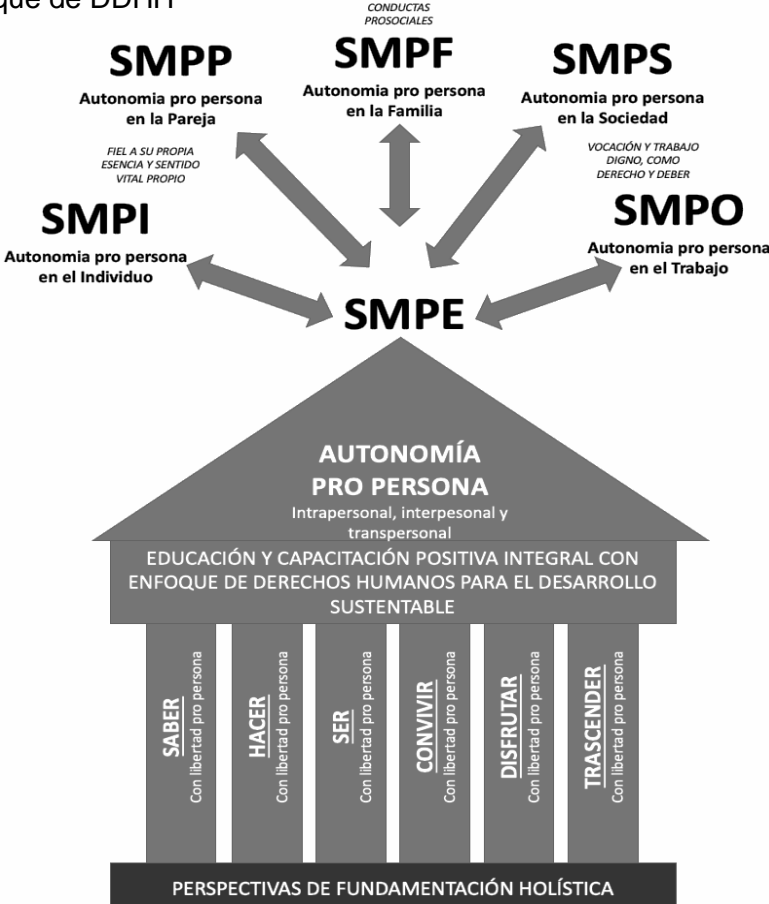 que de DDHH
CONDUCTAS
PROSOCIALES
SMPP
Autonomia pro persona
en la Pareja
SMPF
Autonomia pro persona
en la Familia
SMPS
Autonomia pro persona
en la Sociedad
FIEL A SU PROPIA
ESENCIA Y SENTIDO
VITAL PROPIO
VOCACIÓN Y TRABAJO
DIGNO, COMO
DERECHO Y DEBER
SMPI
Autonomia pro persona
en el Individuo
SMPO
Autonomia pro persona
en el Trabajo
SMPE
AUTONOMÍA
PRO PERSONA
Intrapersonal, interpesonal y
transpersonal
EDUCACIÓN Y CAPACITACIÓN POSITIVA INTEGRAL CON
ENFOQUE DE DERECHOS HUMANOS PARA EL DESARROLLO
SUSTENTABLE
SABER
Con libertad pro persona
HACER
Con libertad pro persona
SER
Con libertad pro persona
CONVIVIR
Con libertad pro persona
DISFRUTAR
Con libertad pro persona
TRASCENDER
Con libertad pro persona
PERSPECTIVAS DE FUNDAMENTACIÓN HOLÍSTICA